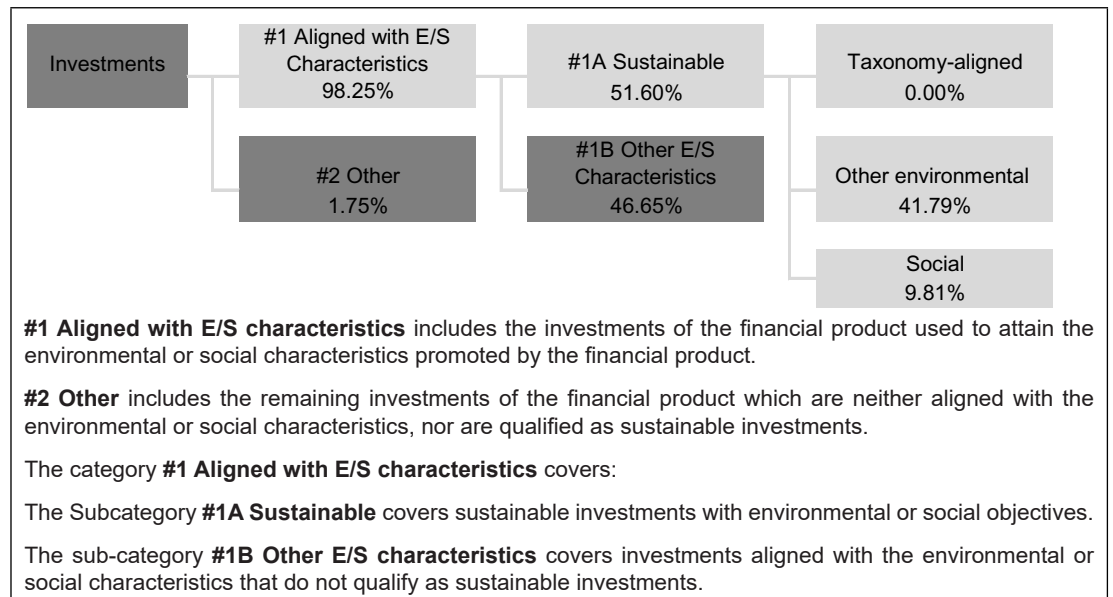 Investments
#1 Aligned with E/S
Characteristics
98.25%
#1A Sustainable
51.60%
Taxonomy-aligned
0.00%
#2 Other
1.75%
#1B Other E/S
Characteristics
46.65%
Other environmental
41.79%
Social
9.81%
#1 Aligned with E/S characteristics includes the investments of the financial product used to attain the
environmental or social characteristics promoted by the financial product.
#2 Other includes the remaining investments of the financial product which are neither aligned with the
environmental or social characteristics, nor are qualified as sustainable investments.
The category #1 Aligned with E/S characteristics covers:
The Subcategory #1A Sustainable covers sustainable investments with environmental or social objectives.
The sub-category #1B Other E/S characteristics covers investments aligned with the environmental or
social characteristics that do not qualify as sustainable investments.